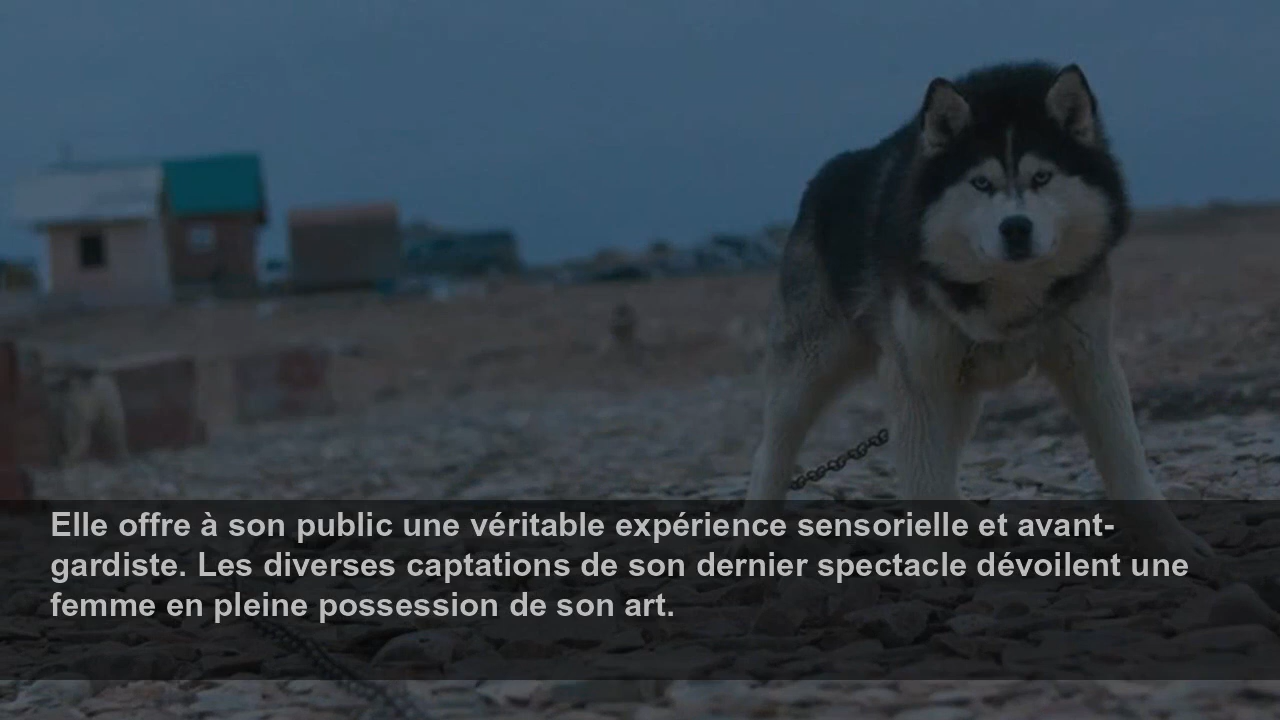 Elle offre à son public une véritable expérience sensorielle et avant-
gardiste. Les diverses captations de son dernier spectacle dévoilent une
femme en pleine possession de son art.